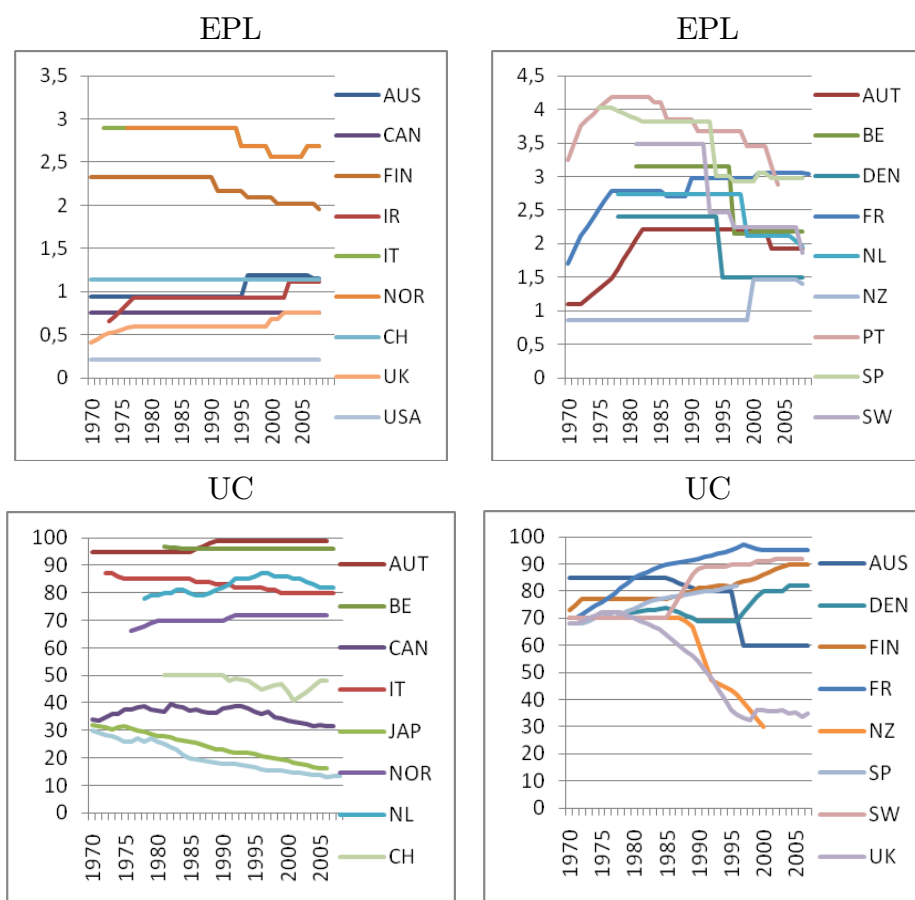 EPL
3,5
3
2,5
2
1,5
1
0,5
0
1970
1975
1980
1985
1990
1995
2000
2005
AUS
CAN
FIN
IR
IT
NOR
CH
UK
USA
EPL
4,5
4
3,5
3
2,5
2
1,5
1
0,5
0
1970
1975
1980
1985
1990
1995
2000
2005
AUT
BE
DEN
FR
NL
NZ
PT
SP
SW
UC
100
90
80
70
60
50
40
30
20
10
0
1970
1975
1980
1985
1990
1995
2000
2005
AUT
BE
CAN
IT
JAP
NOR
NL
CH
UC
100
90
80
70
60
50
40
30
20
10
0
1970
1975
1980
1985
1990
1995
2000
2005
AUS
DEN
FIN
FR
NZ
SP
SW
UK